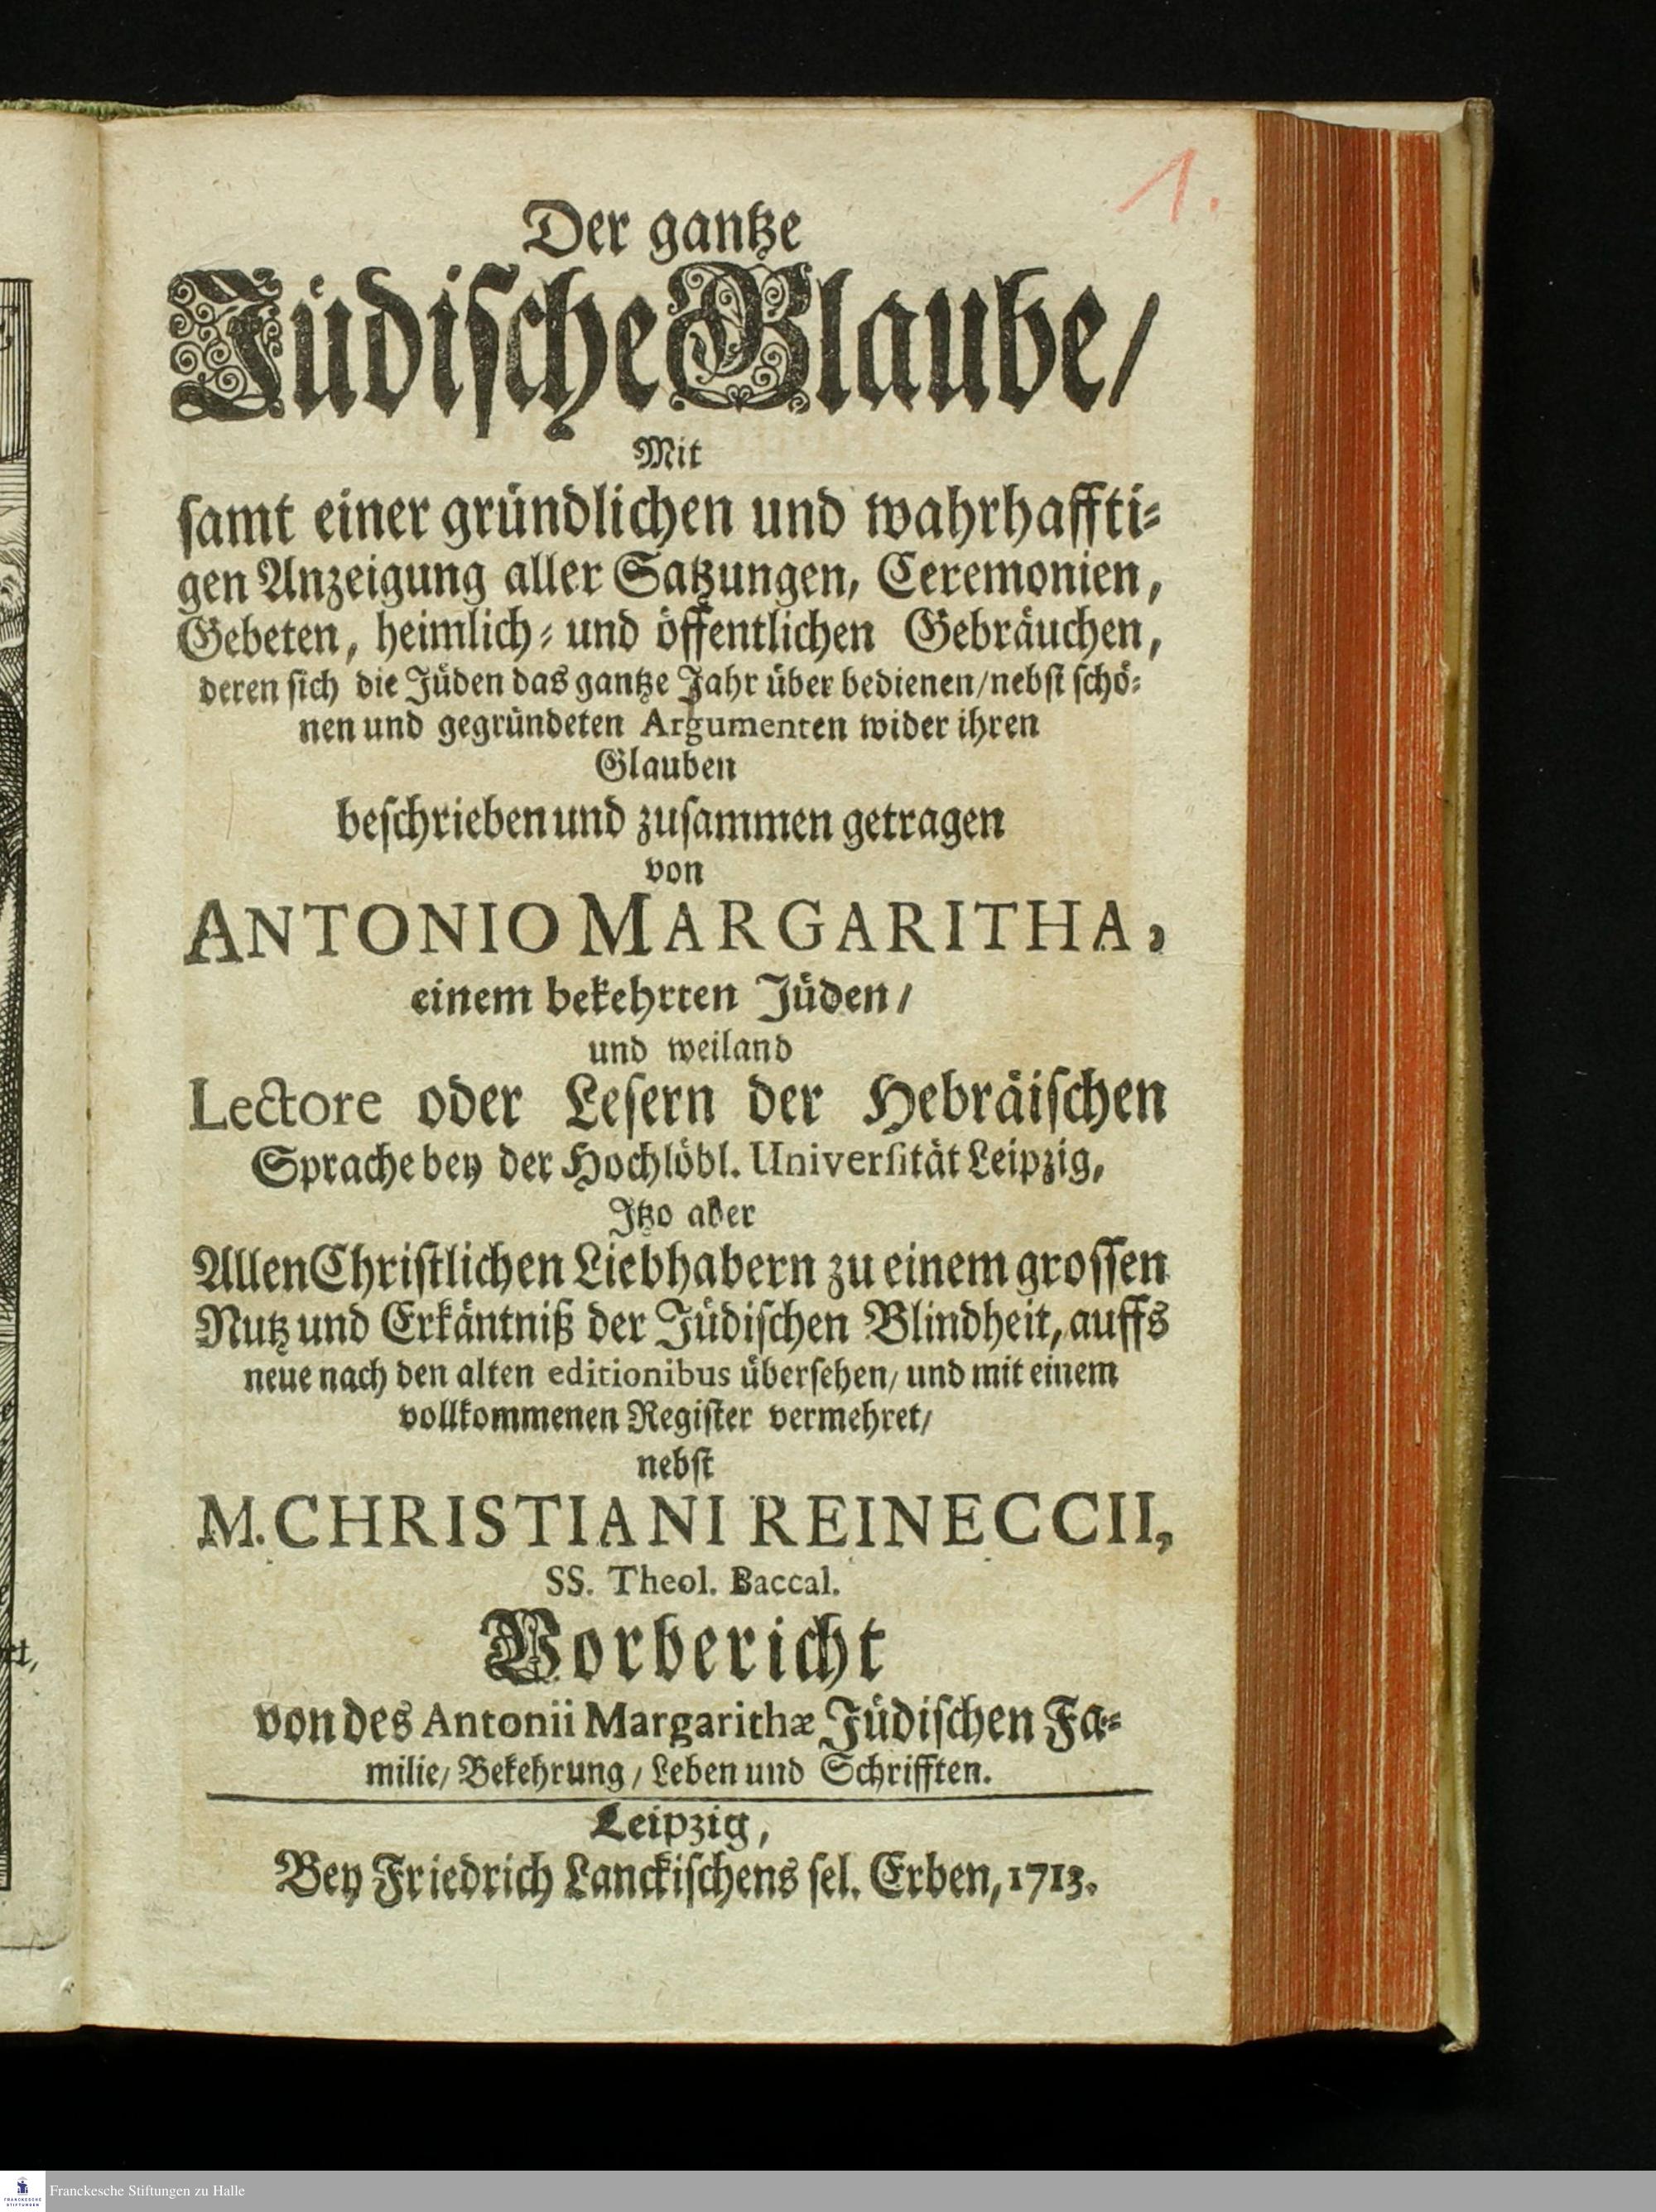 1.
Der gantze
Jüdische Glaube/
Mit
samt einer gründlichen und wahrhaffti-
gen Anzeigung aller Satzungen, Ceremonien,
Gebeten, heimlich- und öffentlichen Gebräuchen,
deren sich die Jüden das gantze Jahr über bedienen/nebst schö-
nen und gegründeten Argumenten wider ihren
Glauben
beschrieben und zusammen getragen
von
ANTONIO MARGARITHA,
einem bekehrten Jüden/
und weiland
Lectore oder Lesern der Hebräischen
Sprache bey der Hochlöbl. Universität Leipzig,
Itzo aber
Allen Christlichen Liebhabern zu einem grossen
Nutz und Erkäntniß der Jüdischen Blindheit, auffs
neue nach den alten editionibus übersehen/ und mit einem
vollkommenen Register vermehret/
nebst
M. CHRISTIANI REINECCII,
SS. Theol. Baccal.
Vorbericht
von des Antonii Margarithæ Jüdischen Fa-
milie/ Bekehrung/ Leben und Schrifften.
Leipzig,
Bey Friedrich Lanckischens sel. Erben, 1713.
FRANCKESCHE
STIFTUNGEN
Franckesche Stiftungen zu Halle